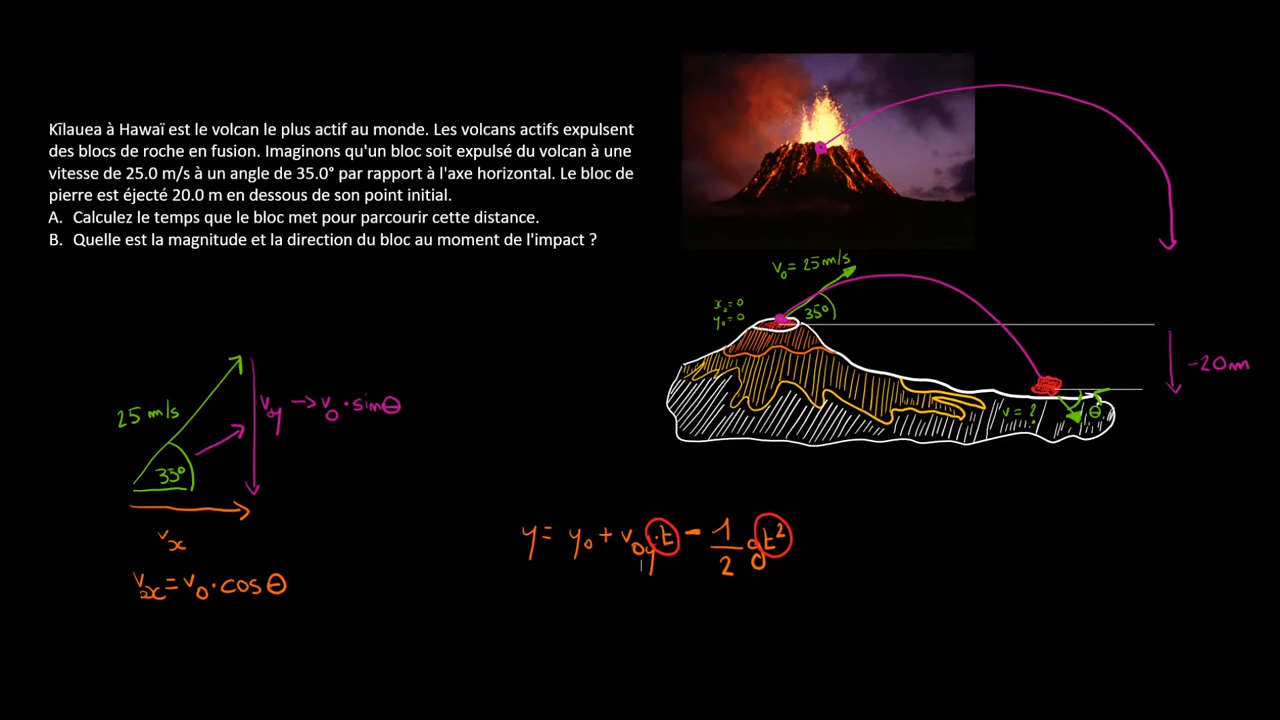 Kīlauea à Hawaï est le volcan le plus actif au monde. Les volcans actifs expulsent
des blocs de roche en fusion. Imaginons qu'un bloc soit expulsé du volcan à une
vitesse de 25.0 m/s à un angle de 35.0° par rapport à l'axe horizontal. Le bloc de
pierre est éjecté 20.0 m en dessous de son point initial.
A. Calculez le temps que le bloc met pour parcourir cette distance.
B. Quelle est la magnitude et la direction du bloc au moment de l'impact ?
v₀ = 25 m/s
x₀ = 0
y₀ = 0
35°
-20m
v = ?
θ
25 m/s
v₀y → v₀ · sinθ
35°
vx
vx = v₀ · cosθ
y = y₀ + v₀y · t - 1/2 gt²